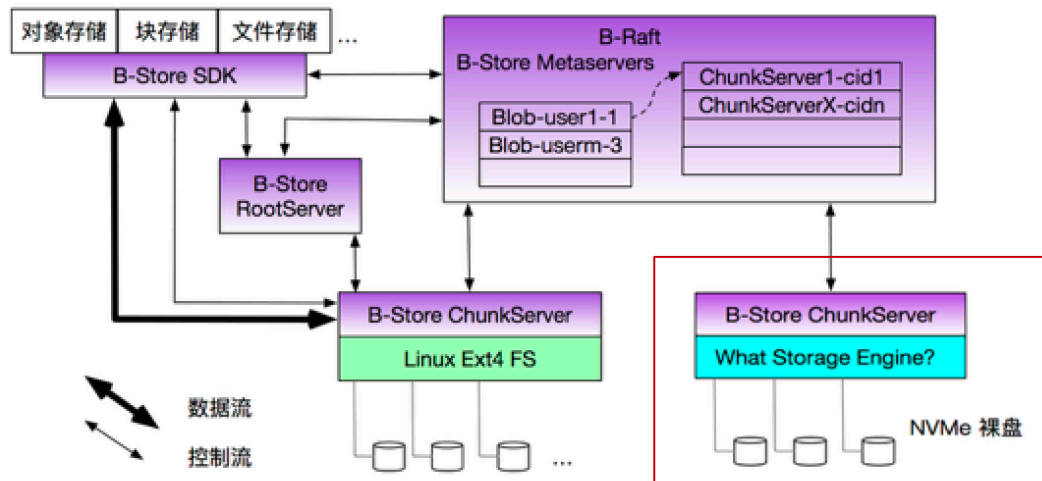 对象存储 块存储 文件存储 ...
B-Store SDK
B-Raft
B-Store Metaservers
Blob-user1-1
Blob-userm-3
ChunkServer1-cid1
ChunkServerX-cidn
B-Store
RootServer
B-Store ChunkServer
Linux Ext4 FS
...
B-Store ChunkServer
What Storage Engine?
NVMe 裸盘
数据流
控制流